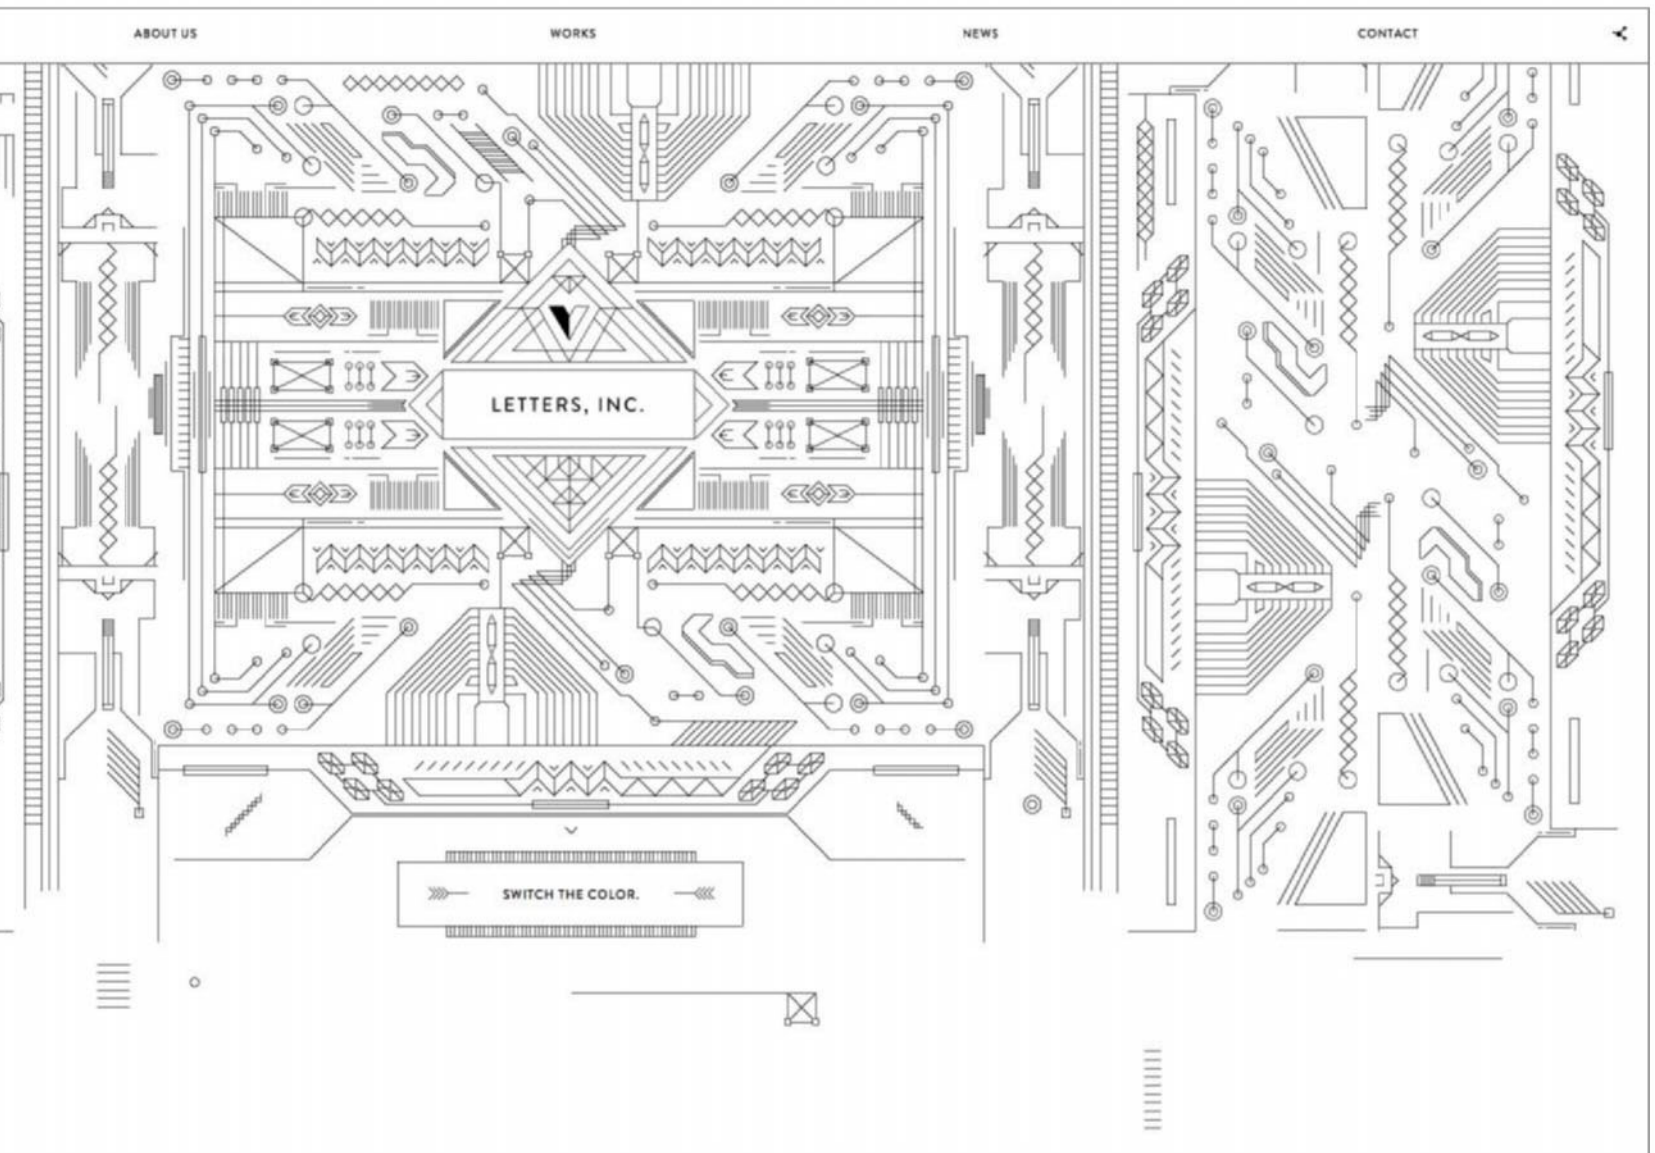 ABOUT US
WORKS
NEWS
CONTACT
LETTERS, INC.
SWITCH THE COLOR.